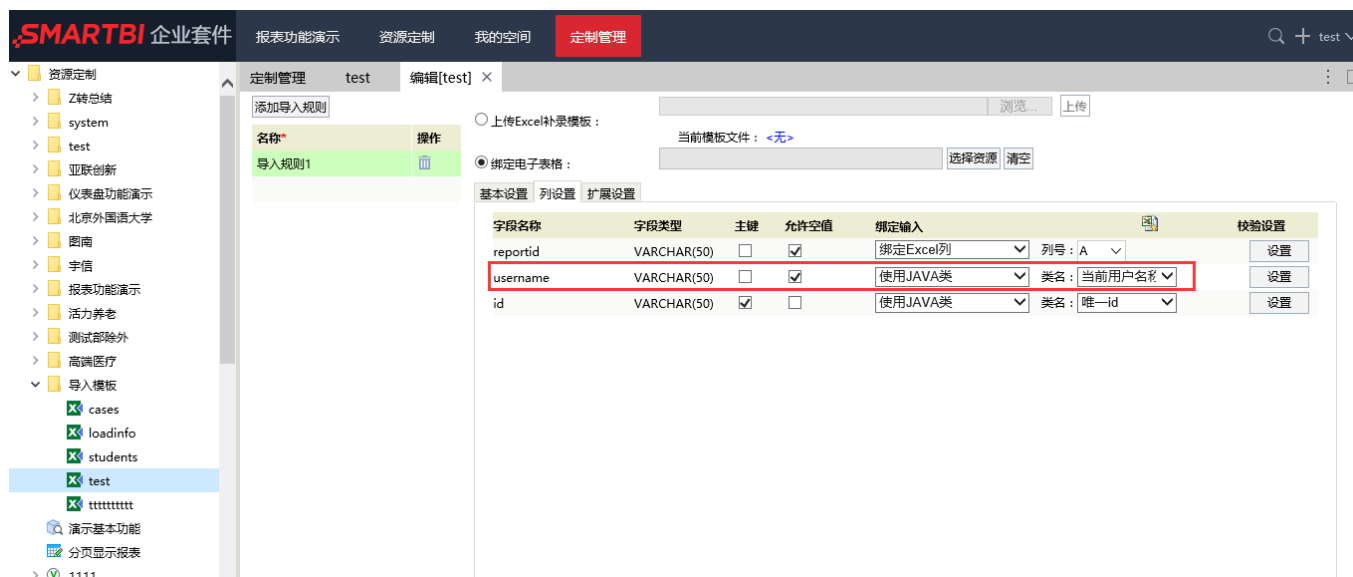 SMARTBI 企业套件 报表功能演示 资源定制 我的空间 定制管理 test
资源定制
Z转总结
system
test
亚联创新
仪表盘功能演示
北京外国语大学
图南
宇信
报表功能演示
活力养老
测试部除外
高端医疗
导入模板
cases
loadinfo
students
test
tttttttttt
演示基本功能
分页显示报表
1111
定制管理 test 编辑[test] ×
添加导入规则
名称* 操作
导入规则1
上传Excel补录模板： 浏览... 上传
当前模板文件：<无>
绑定电子表格： 选择资源 清空
基本设置 列设置 扩展设置
字段名称 字段类型 主键 允许空值 绑定输入 校验设置
reportid VARCHAR(50) 绑定Excel列 列号：A 设置
username VARCHAR(50) 使用JAVA类 类名：当前用户名称 设置
id VARCHAR(50) 使用JAVA类 类名：唯一id 设置